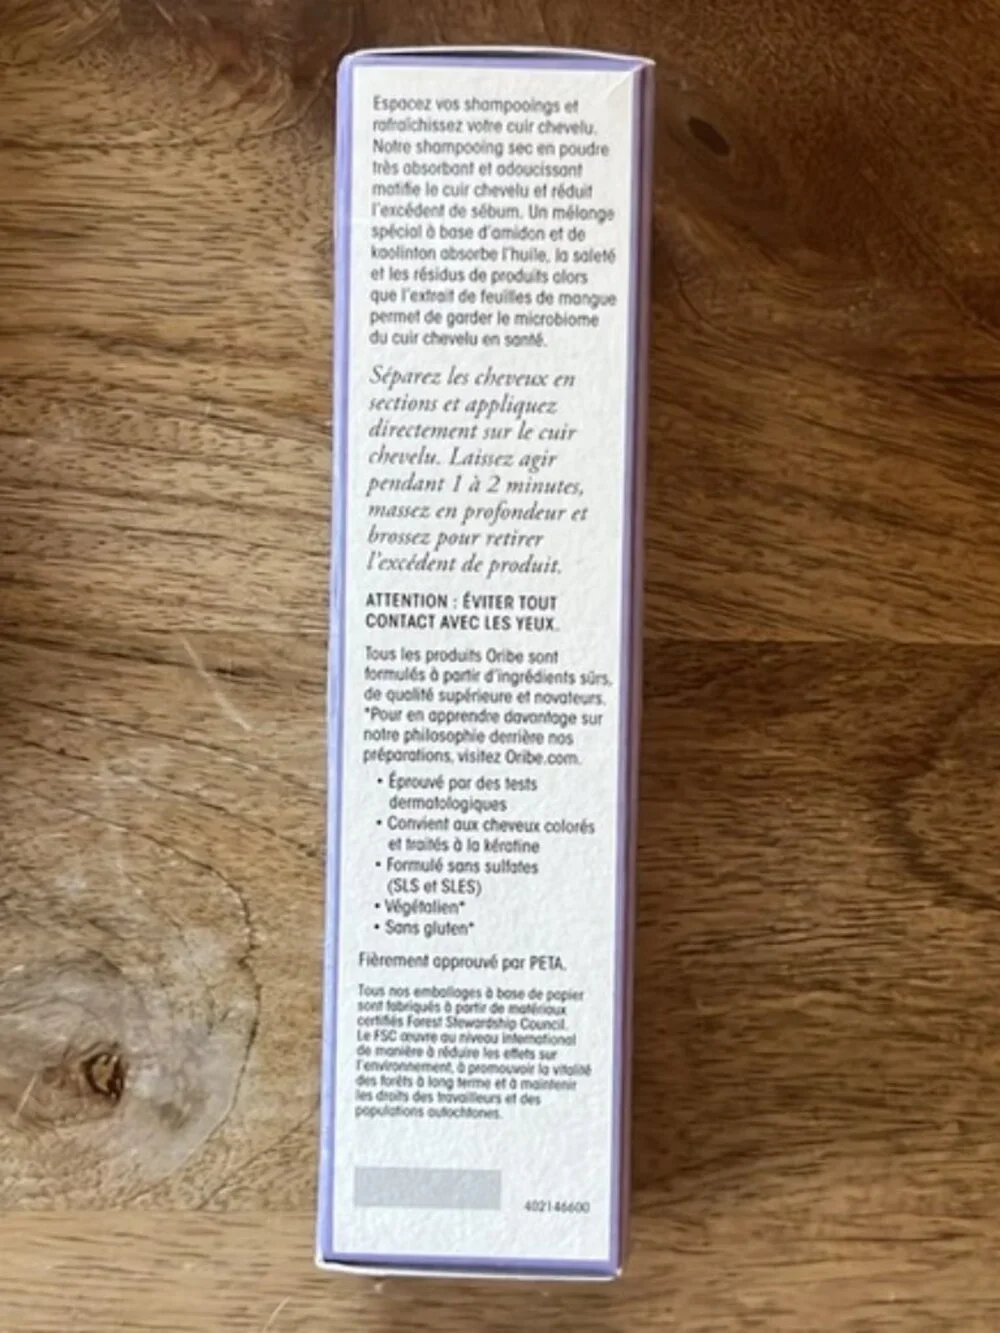 Espacez vos shampooings et
rafraîchissez votre cuir chevelu.
Notre shampooing sec en poudre
très absorbant et adoucissant
matifie le cuir chevelu et réduit
l'excédent de sébum. Un mélange
spécial à base d'amidon et de
kaolinton absorbe l'huile, la saleté
et les résidus de produits alors
que l'extrait de feuilles de mangue
permet de garder le microbiome
du cuir chevelu en santé.
Séparez les cheveux en
sections et appliquez
directement sur le cuir
chevelu. Laissez agir
pendant 1 à 2 minutes,
massez en profondeur et
brossez pour retirer
l'excédent de produit.
ATTENTION : ÉVITER TOUT
CONTACT AVEC LES YEUX.
Tous les produits Oribe sont
formulés à partir d'ingrédients sûrs,
de qualité supérieure et novateurs.
*Pour en apprendre davantage sur
notre philosophie derrière nos
préparations, visitez Oribe.com.
• Éprouvé par des tests
dermatologiques
• Convient aux cheveux colorés
et traités à la kératine
• Formulé sans sulfates
(SLS et SLES)
• Végétalien*
• Sans gluten*
Fièrement approuvé par PETA.
Tous nos emballages à base de papier
sont fabriqués à partir de matériaux
certifiés Forest Stewardship Council.
Le FSC œuvre au niveau international
de manière à réduire les effets sur
l'environnement, à promouvoir la vitalité
des forêts à long terme et à maintenir
les droits des travailleurs et des
populations autochtones.
402146600